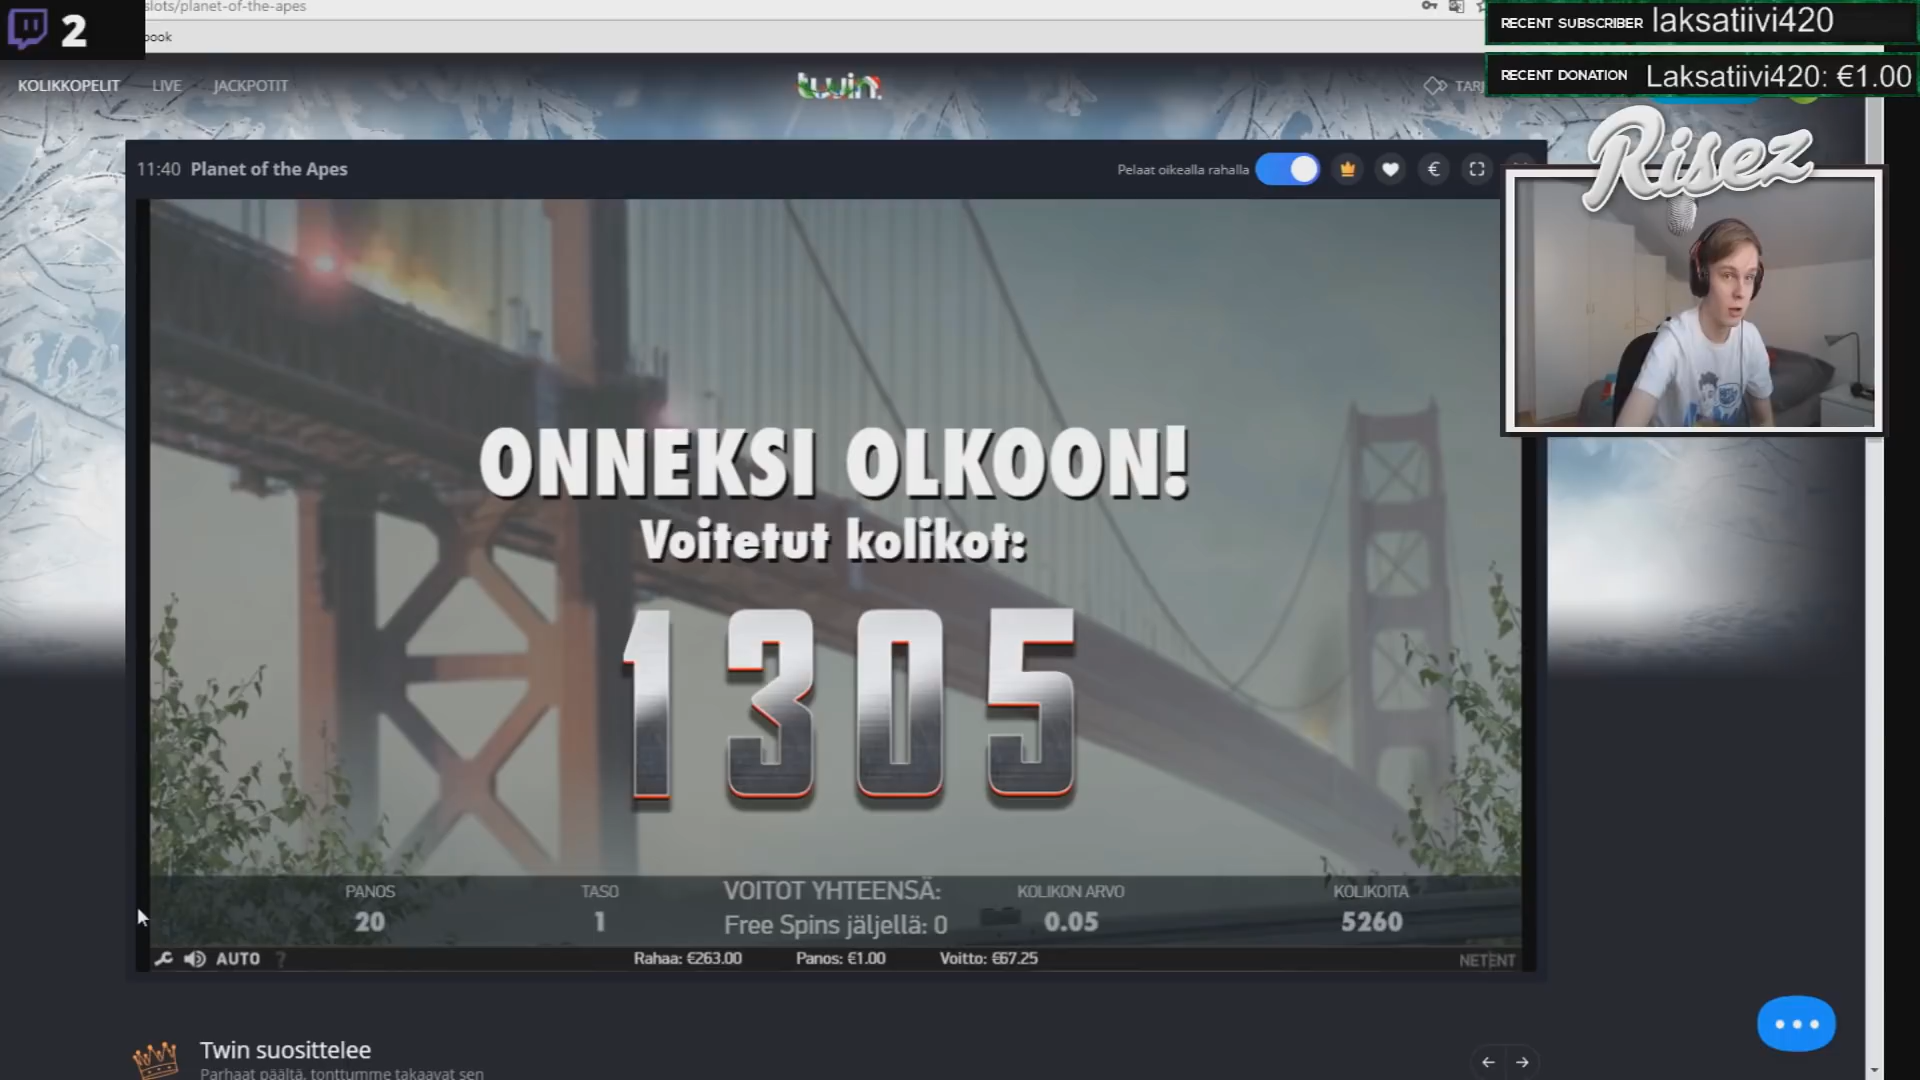 2
slots/planet-of-the-apes
book
RECENT SUBSCRIBER laksatiivi420
RECENT DONATION Laksatiivi420: €1.00
KOLIKKOPELIT LIVE JACKPOTIT
twin.
Risez
11:40 Planet of the Apes
Pelaat oikealla rahalla
€
ONNEKSI OLKOON!
Voitetut kolikot:
1305
PANOS TASO VOITOT YHTEENSÄ: KOLIKON ARVO KOLIKOITA
20 1 Free Spins jäljellä: 0 0.05 5260
AUTO ? Rahaa: €263.00 Panos: €1.00 Voitto: €67.25 NETENT
Twin suosittelee
Parhaat päältä, tonttumme takaavat sen